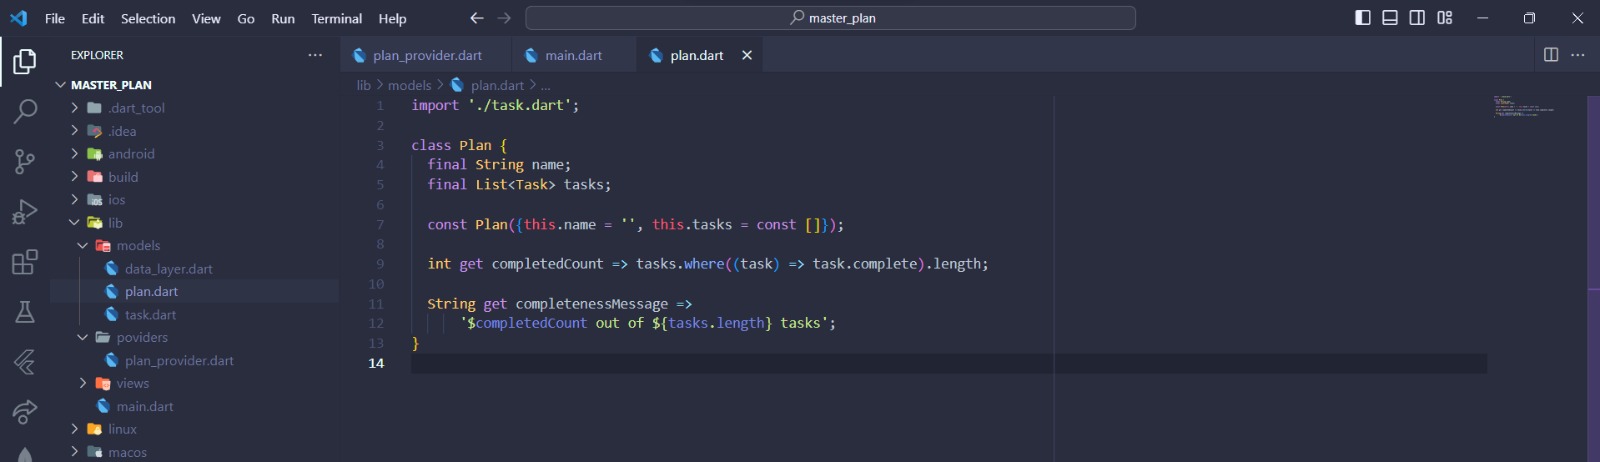 File Edit Selection View Go Run Terminal Help master_plan
EXPLORER
plan_provider.dart main.dart plan.dart
MASTER_PLAN
.dart_tool
.idea
android
build
ios
lib
models
data_layer.dart
plan.dart
task.dart
poviders
plan_provider.dart
views
main.dart
linux
macos
lib > models > plan.dart > ...
1 import './task.dart';
2
3 class Plan {
4 final String name;
5 final List<Task> tasks;
6
7 const Plan({this.name = '', this.tasks = const []});
8
9 int get completedCount => tasks.where((task) => task.complete).length;
10
11 String get completenessMessage =>
12 '$completedCount out of ${tasks.length} tasks';
13 }
14